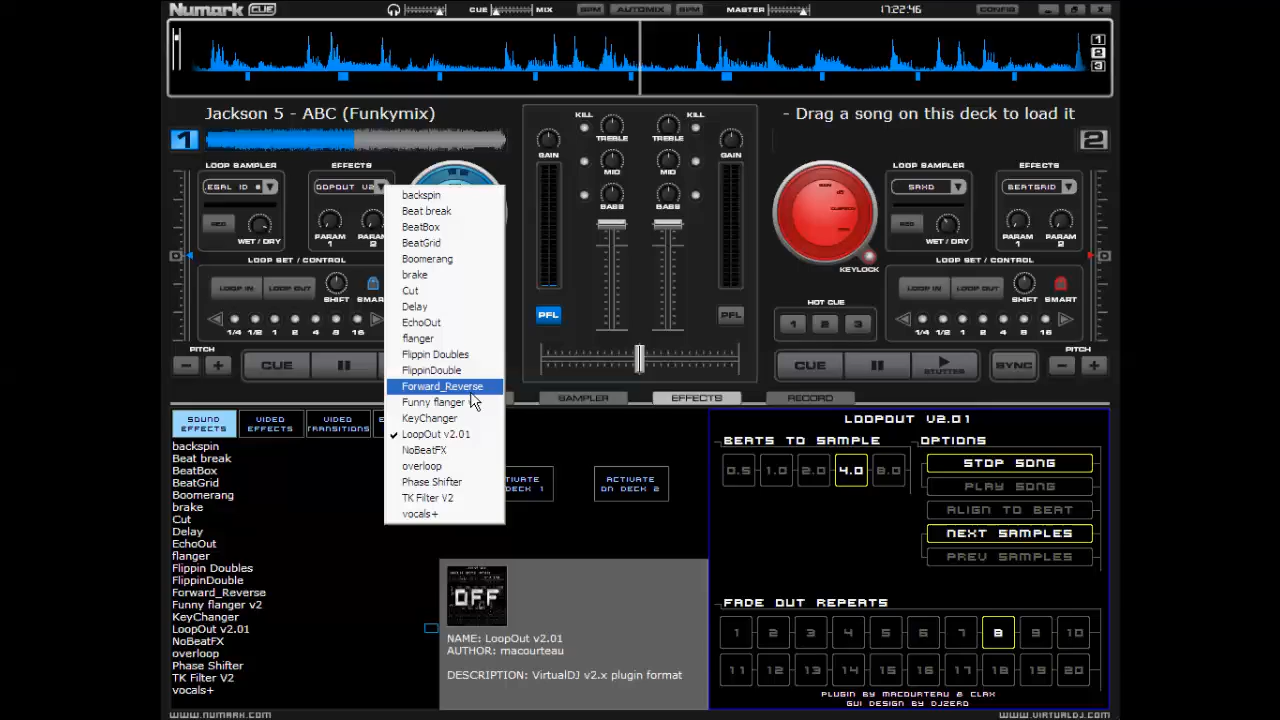 Numark CUE
CUE MIX BPM AUTOMIX BPM MASTER 17:22:46 CONFIG
1
2
3
Jackson 5 - ABC (Funkymix)
- Drag a song on this deck to load it
1
2
KILL KILL
TREBLE TREBLE
GAIN GAIN
MID MID
BASS BASS
PFL PFL
LOOP SAMPLER EFFECTS
LOOP SAMPLER EFFECTS
SAND BEATGRID
REC WET / DRY PARAM 1 PARAM 2
REC WET / DRY PARAM 1 PARAM 2
LOOP SET / CONTROL
LOOP SET / CONTROL
LOOP IN LOOP OUT SHIFT SMAR
LOOP IN LOOP OUT SHIFT SMART
1/4 1/2 1 2 4 8 16
1/4 1/2 1 2 4 8 16
KEYLOCK
HOT CUE
1 2 3
PITCH
CUE
CUE STUTTER SYNC
PITCH
backspin
Beat break
BeatBox
BeatGrid
Boomerang
brake
Cut
Delay
EchoOut
flanger
Flippin Doubles
FlippinDouble
Forward_Reverse
Funny flanger
KeyChanger
LoopOut v2.01
NoBeatFX
overloop
Phase Shifter
TK Filter V2
vocals+
SAMPLER EFFECTS RECORD
SOUND EFFECTS
VIDEO EFFECTS
VIDEO TRANSITIONS
backspin
Beat break
BeatBox
BeatGrid
Boomerang
brake
Cut
Delay
EchoOut
flanger
Flippin Doubles
FlippinDouble
Forward_Reverse
Funny flanger v2
KeyChanger
LoopOut v2.01
NoBeatFX
overloop
Phase Shifter
TK Filter V2
vocals+
ACTIVATE
ON DECK 2
OFF
NAME: LoopOut v2.01
AUTHOR: macourteau
DESCRIPTION: VirtualDJ v2.x plugin format
LOOPOUT V2.01
BEATS TO SAMPLE
0.5 1.0 2.0 4.0 8.0
OPTIONS
STOP SONG
PLAY SONG
ALIGN TO BEAT
NEXT SAMPLES
PREV SAMPLES
FADE OUT REPEATS
1 2 3 4 5 6 7 8 9 10
11 12 13 14 15 16 17 18 19 20
PLUGIN BY MACOURTEAU & CLAX
GUI DESIGN BY DJZERO
WWW.NUMARK.COM
WWW.VIRTUALDJ.COM